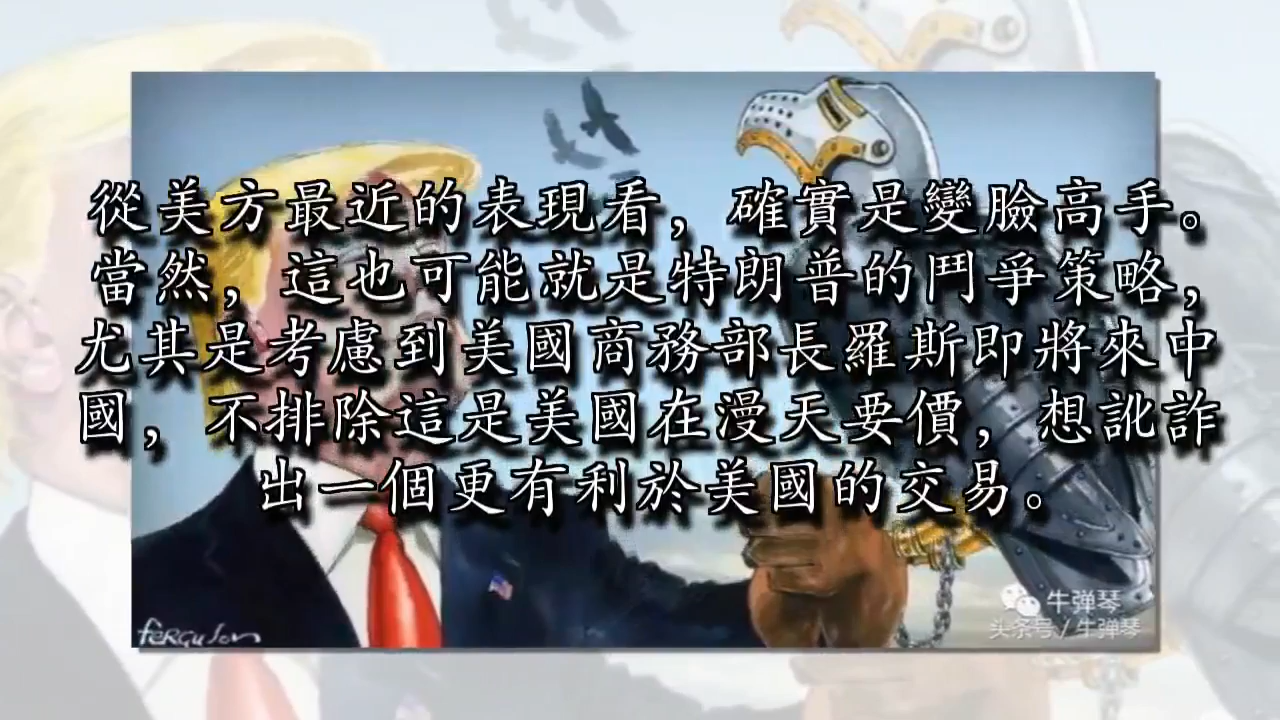 從美方最近的表現看，確實是變臉高手。
當然，這也可能就是特朗普的鬥爭策略，
尤其是考慮到美國商務部長羅斯即將來中
國，不排除這是美國在漫天要價，想訛詐
出一個更有利於美國的交易。
ferguson
牛弹琴
头条号 / 牛弹琴